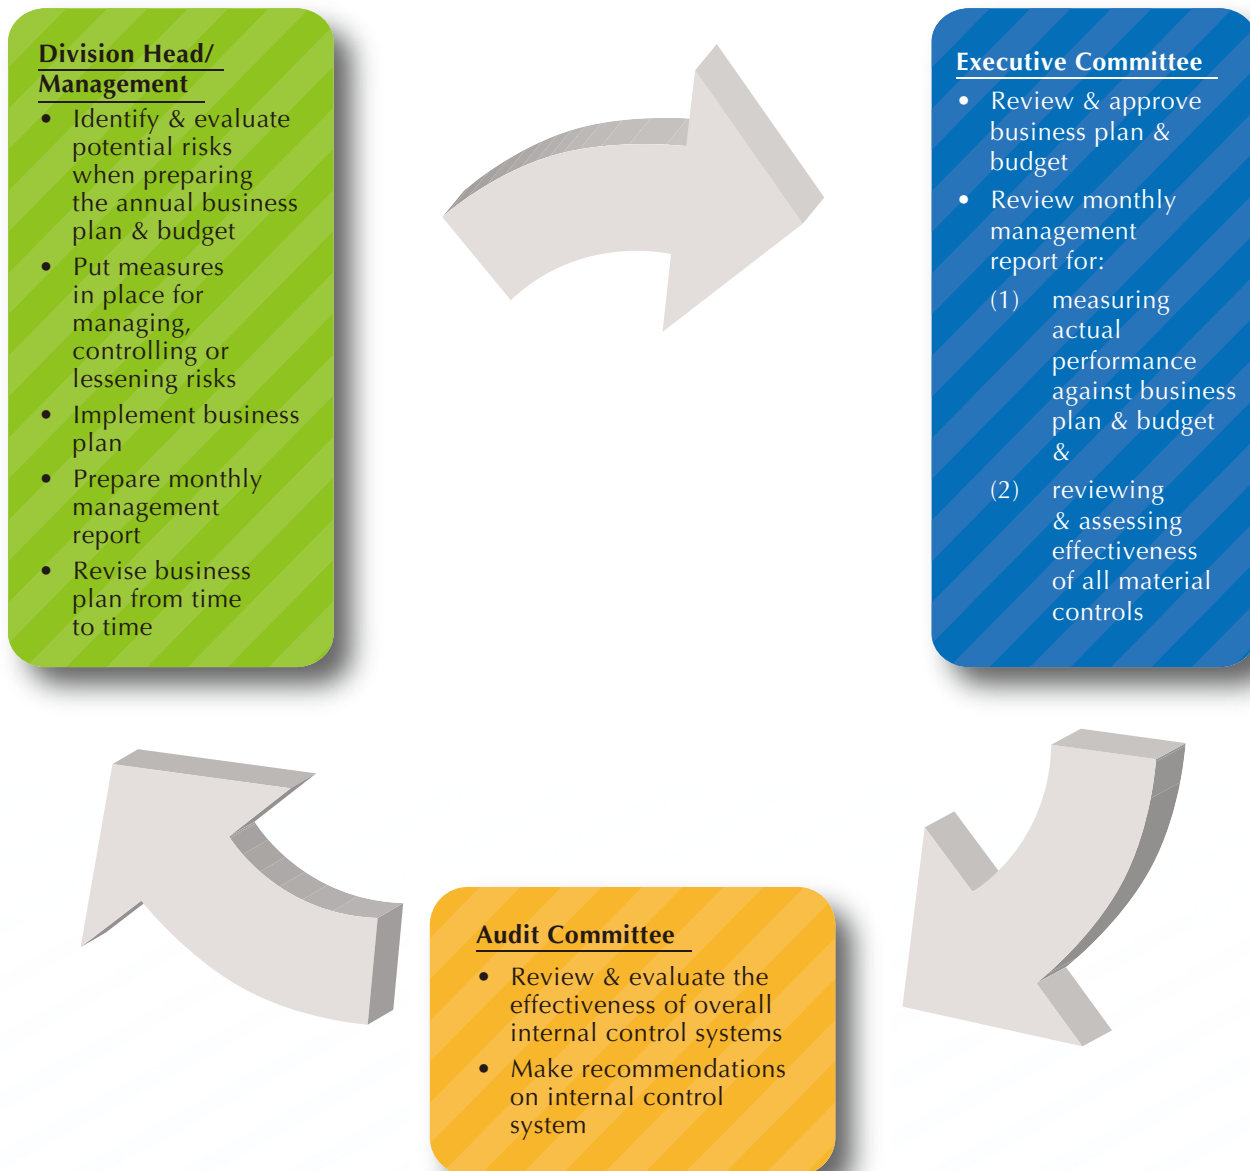 Division Head/
Management
• Identify & evaluate
potential risks
when preparing
the annual business
plan & budget
• Put measures
in place for
managing,
controlling or
lessening risks
• Implement business
plan
• Prepare monthly
management
report
• Revise business
plan from time
to time
Executive Committee
• Review & approve
business plan &
budget
• Review monthly
management
report for:
(1) measuring
actual
performance
against business
plan & budget
&
(2) reviewing
& assessing
effectiveness
of all material
controls
Audit Committee
• Review & evaluate the
effectiveness of overall
internal control systems
• Make recommendations
on internal control
system